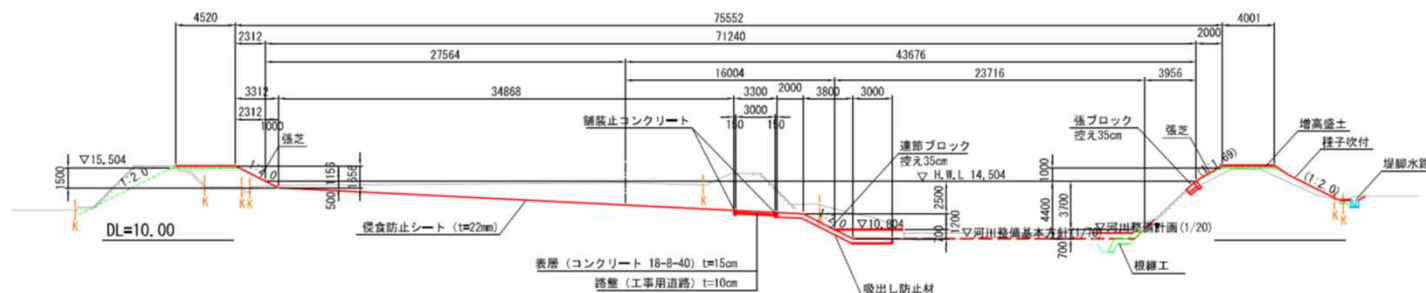 4520
75552
4001
2312
71240
2000
27564
43676
16004
23716
3956
3312
34868
3300
2000
3800
3000
2312
1000
3000
150
150
舗装止コンクリート
張芝
連節ブロック
控え35cm
張ブロック
控え35cm
張芝
増高盛土
種子吹付
堤脚水路
▽15.504
1500
1:2.0
1156
1656
500
▽ H.W.L 14.504
1000
(1:2.0)
2500
1200
700
1:2.0
▽10.804
4400
3700
700
▽河川整備基本方針(1/70)
▽河川整備計画(1/20)
K
K
K
K
K
K
K
K
K
DL=10.00
侵食防止シート (t=22mm)
表層 (コンクリート 18-8-40) t=15cm
路盤 (工事用道路) t=10cm
吸出し防止材
根継工